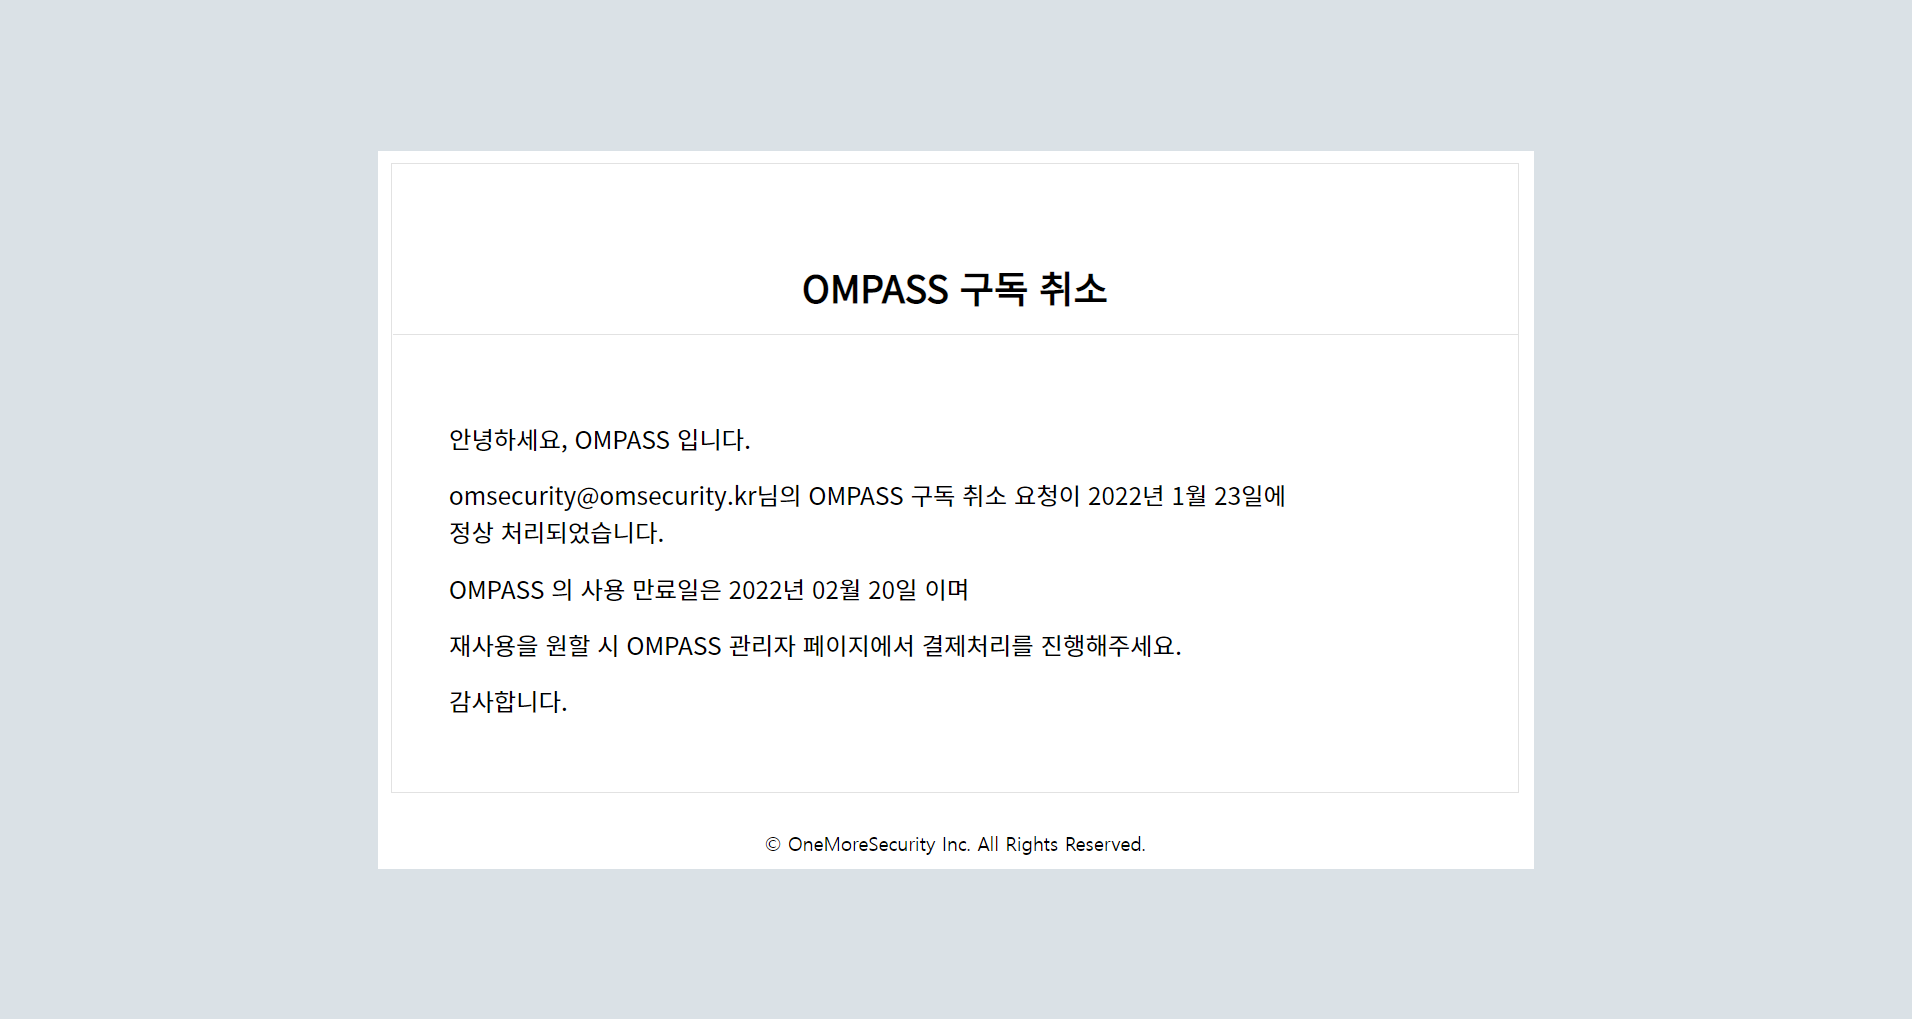 OMPASS 구독 취소
안녕하세요, OMPASS 입니다.
omsecurity@omsecurity.kr님의 OMPASS 구독 취소 요청이 2022년 1월 23일에
정상 처리되었습니다.
OMPASS 의 사용 만료일은 2022년 02월 20일 이며
재사용을 원할 시 OMPASS 관리자 페이지에서 결제처리를 진행해주세요.
감사합니다.
© OneMoreSecurity Inc. All Rights Reserved.